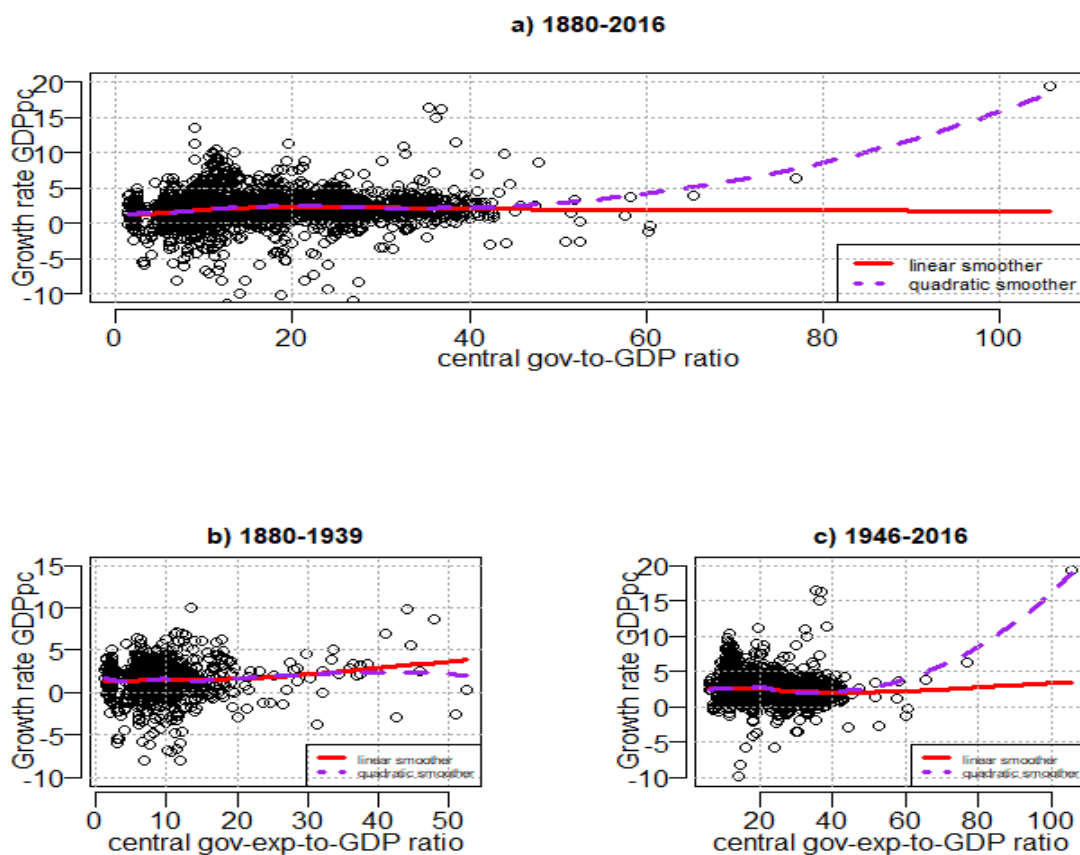 a) 1880-2016
Growth rate GDPpc
20
15
10
5
0
-5
-10
linear smoother
quadratic smoother
0 20 40 60 80 100
central gov-to-GDP ratio
b) 1880-1939
Growth rate GDPpc
15
10
5
0
-5
-10
linear smoother
quadratic smoother
0 10 20 30 40 50
central gov-exp-to-GDP ratio
c) 1946-2016
Growth rate GDPpc
20
15
10
5
0
-5
-10
linear smoother
quadratic smoother
20 40 60 80 100
central gov-exp-to-GDP ratio